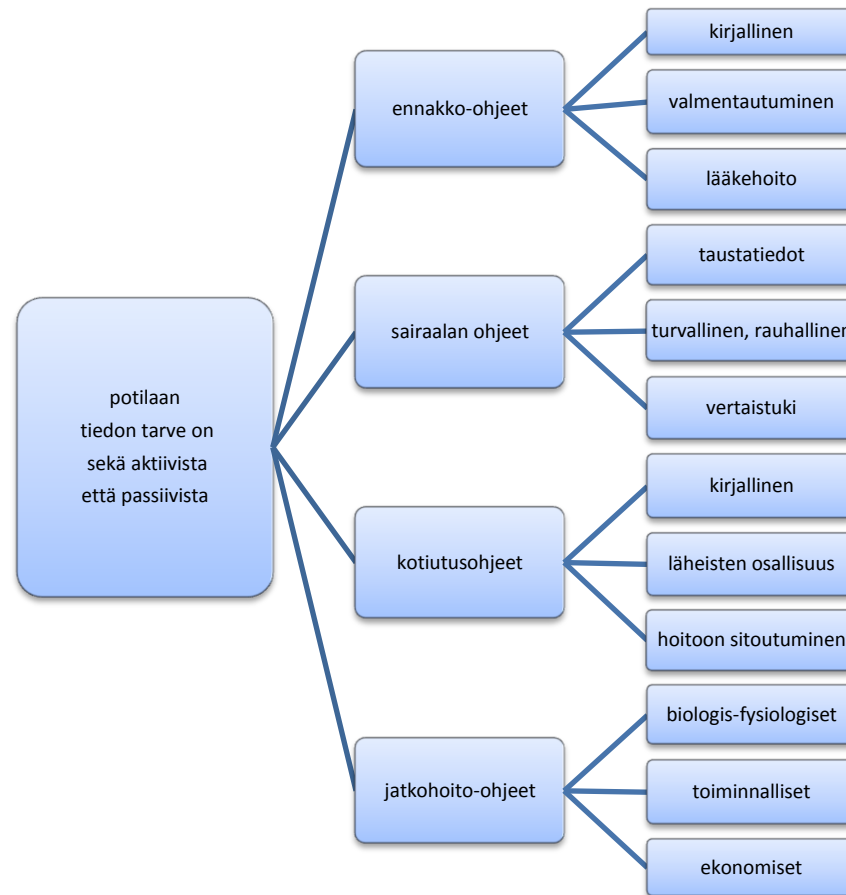 potilaan
tiedon tarve on
sekä aktiivista
että passiivista
ennakko-ohjeet
kirjallinen
valmentautuminen
lääkehoito
sairaalan ohjeet
taustatiedot
turvallinen, rauhallinen
vertaistuki
kotiutusohjeet
kirjallinen
läheisten osallisuus
hoitoon sitoutuminen
jatkohoito-ohjeet
biologis-fysiologiset
toiminnalliset
ekonomiset